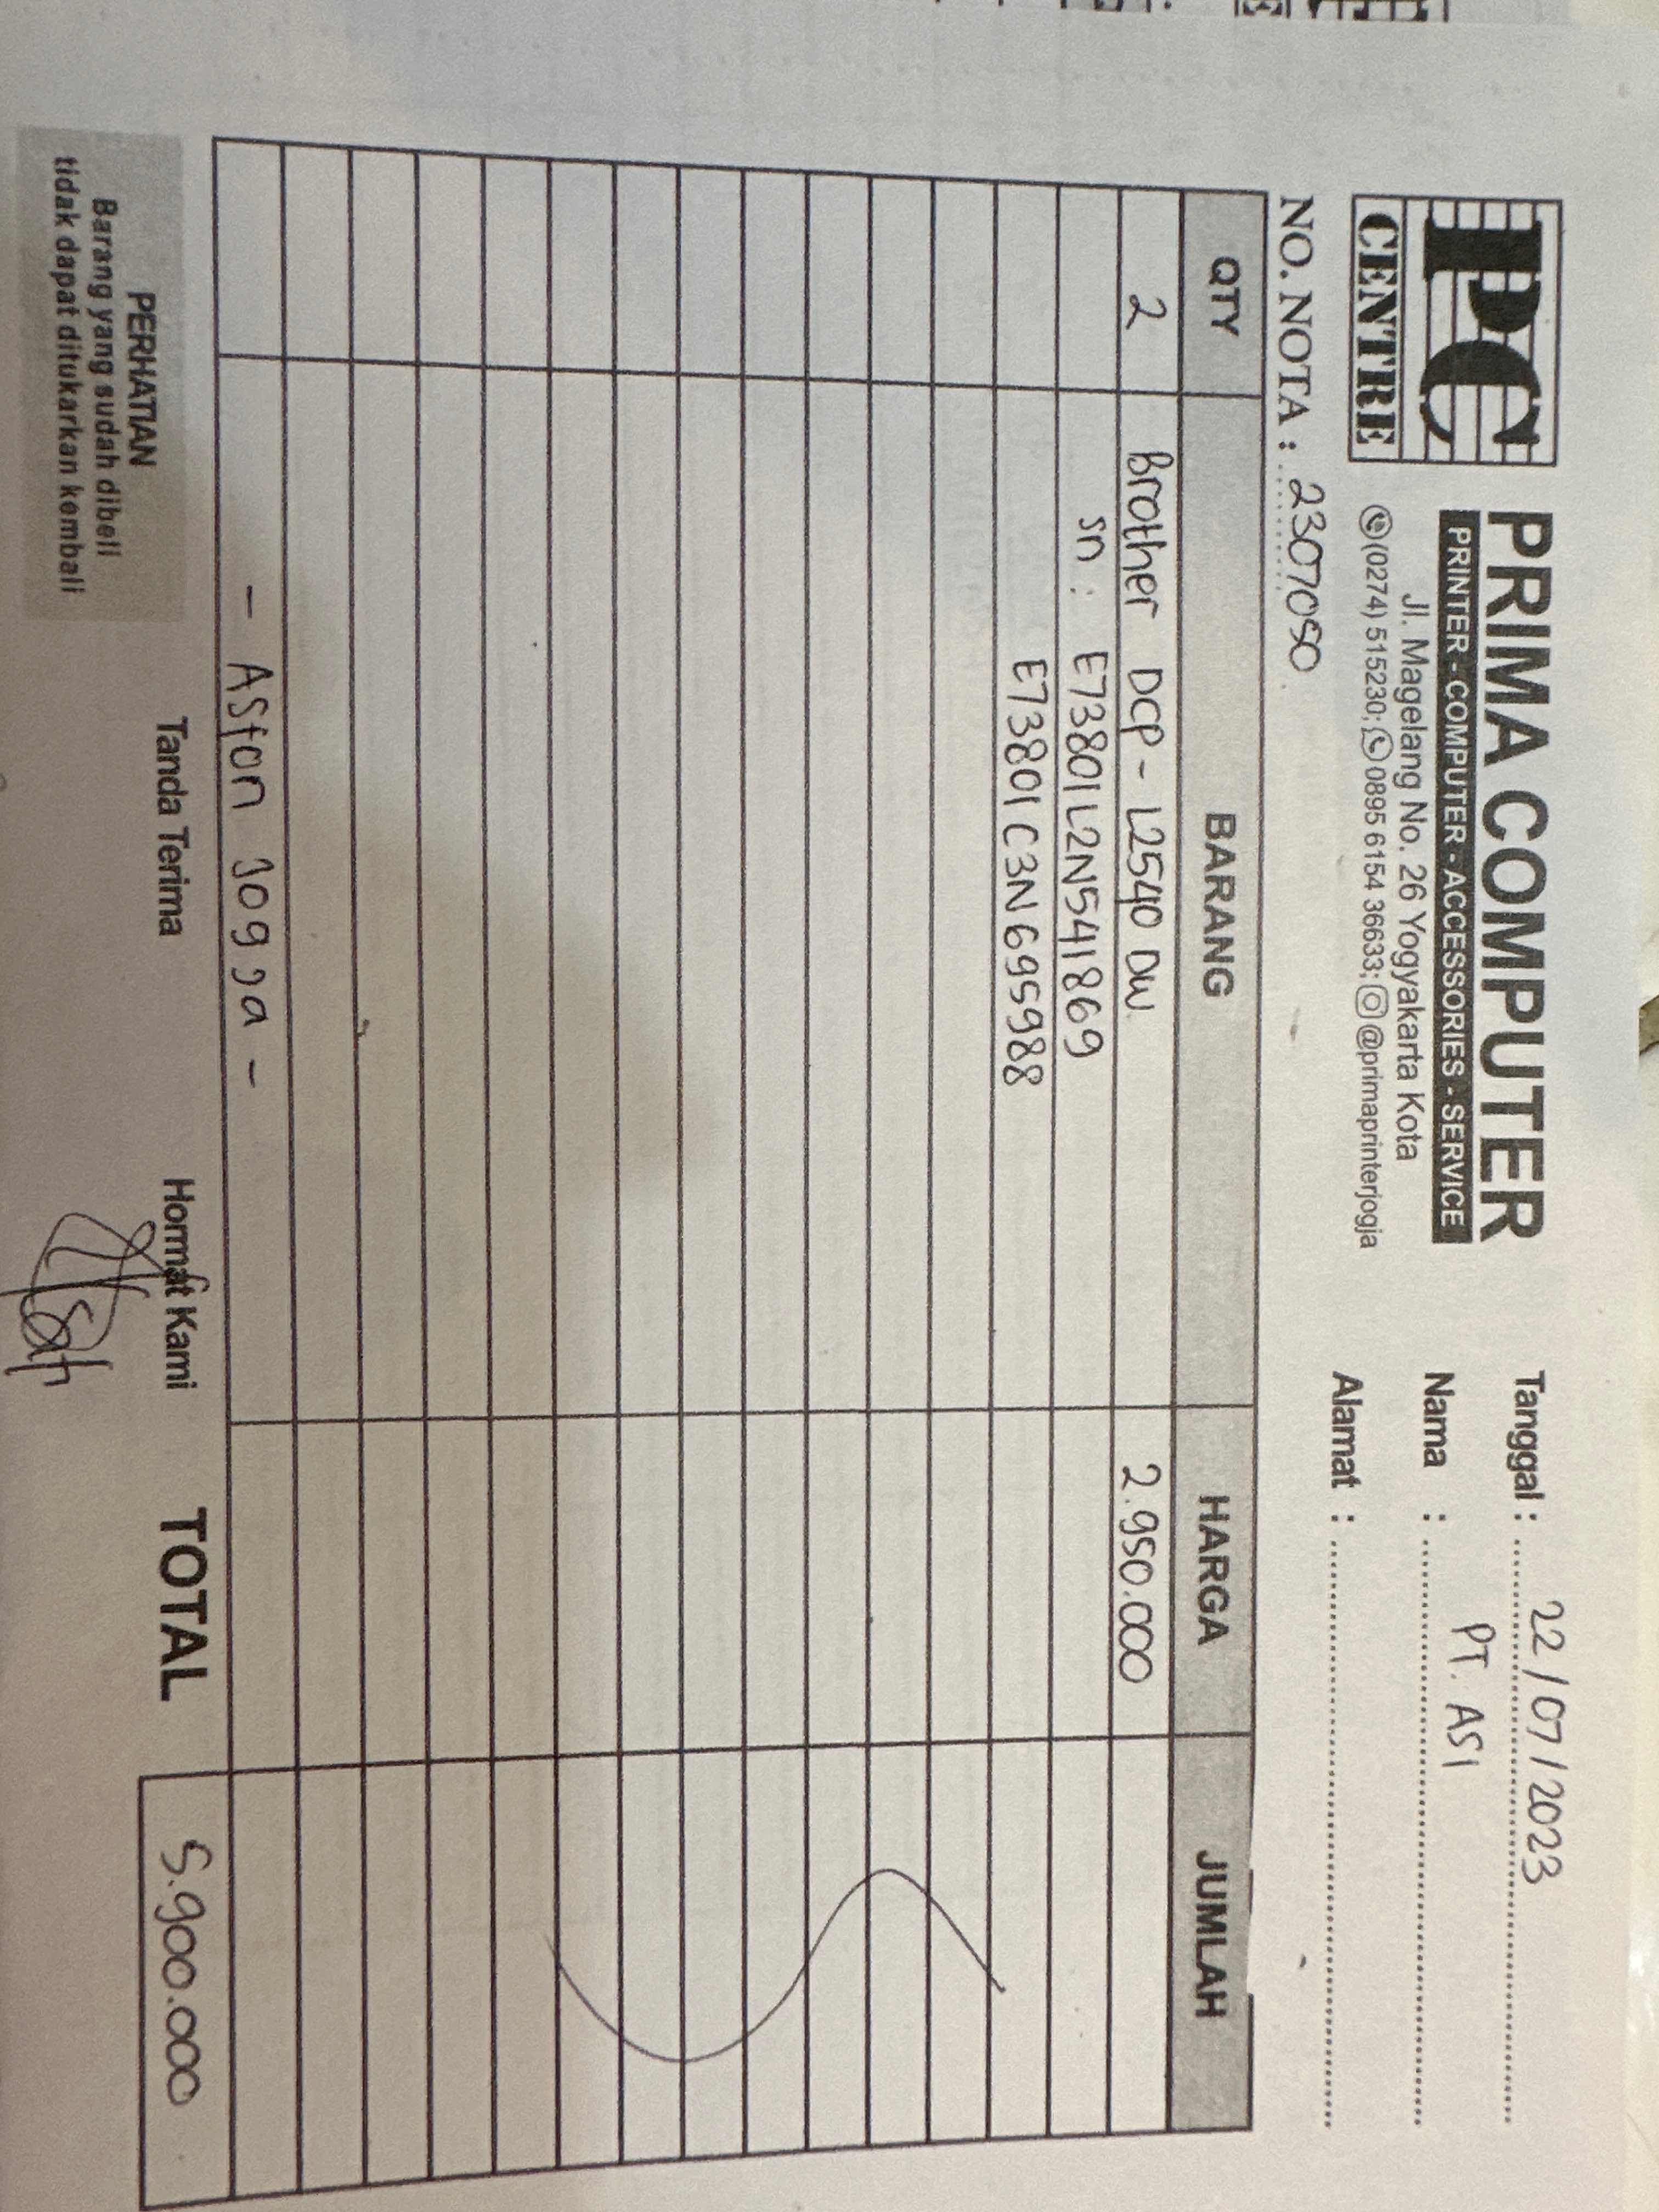 PC
CENTRE
PRIMA COMPUTER
PRINTER - COMPUTER - ACCESSORIES - SERVICE
Jl. Magelang No. 26 Yogyakarta Kota
(0274) 515230; 0895 6154 36633; @primaprinterjogja
Tanggal : 22/07/2023
Nama : PT. ASI
Alamat :
NO. NOTA : 2307050
QTY BARANG HARGA JUMLAH
2 Brother DCP-L2540 DW 2.950.000
sn : E73801L2N541869
E73801C3N695988
- Aston Jogja -
PERHATIAN
Barang yang sudah dibeli
tidak dapat ditukarkan kembali
Tanda Terima
Hormat Kami
TOTAL 5.900.000